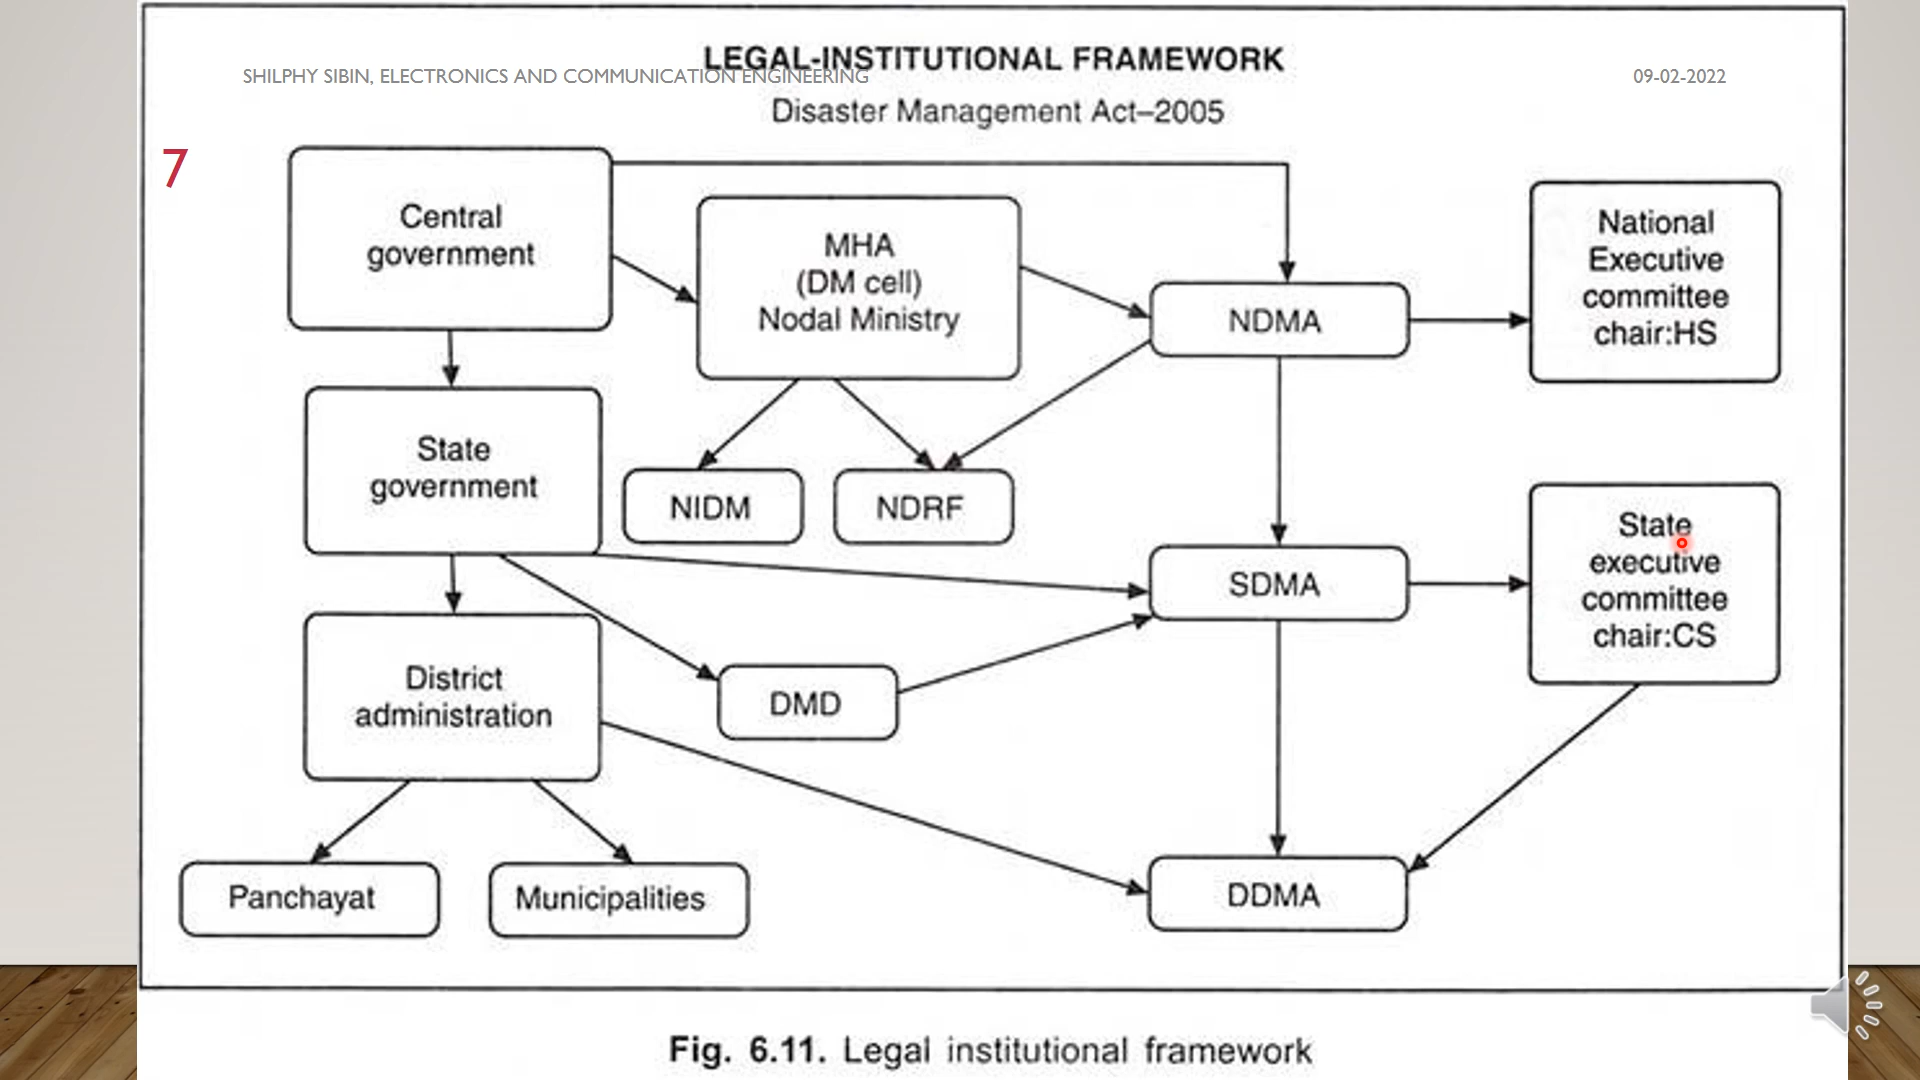 LEGAL-INSTITUTIONAL FRAMEWORK
SHILPHY SIBIN, ELECTRONICS AND COMMUNICATION ENGINEERING
09-02-2022
Disaster Management Act–2005
7
Central
government
MHA
(DM cell)
Nodal Ministry
NDMA
National
Executive
committee
chair:HS
State
government
NIDM
NDRF
SDMA
State
executive
committee
chair:CS
District
administration
DMD
Panchayat
Municipalities
DDMA
Fig. 6.11. Legal institutional framework